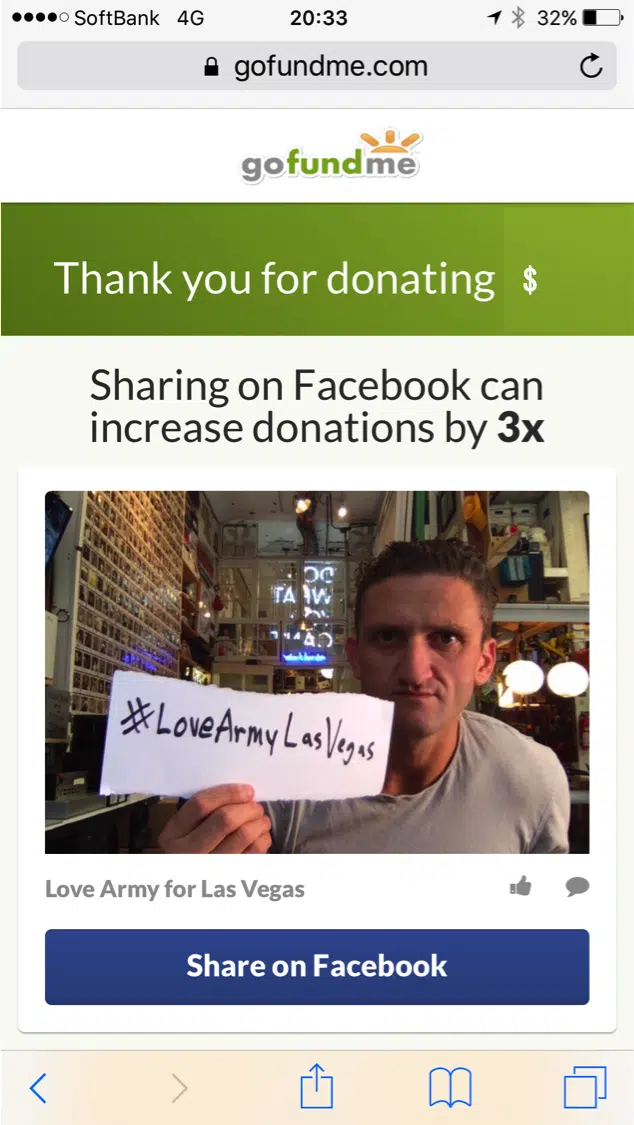 SoftBank 4G 20:33 32%
gofundme.com
gofundme
Thank you for donating $
Sharing on Facebook can
increase donations by 3x
#LoveArmyLasVegas
Love Army for Las Vegas
Share on Facebook